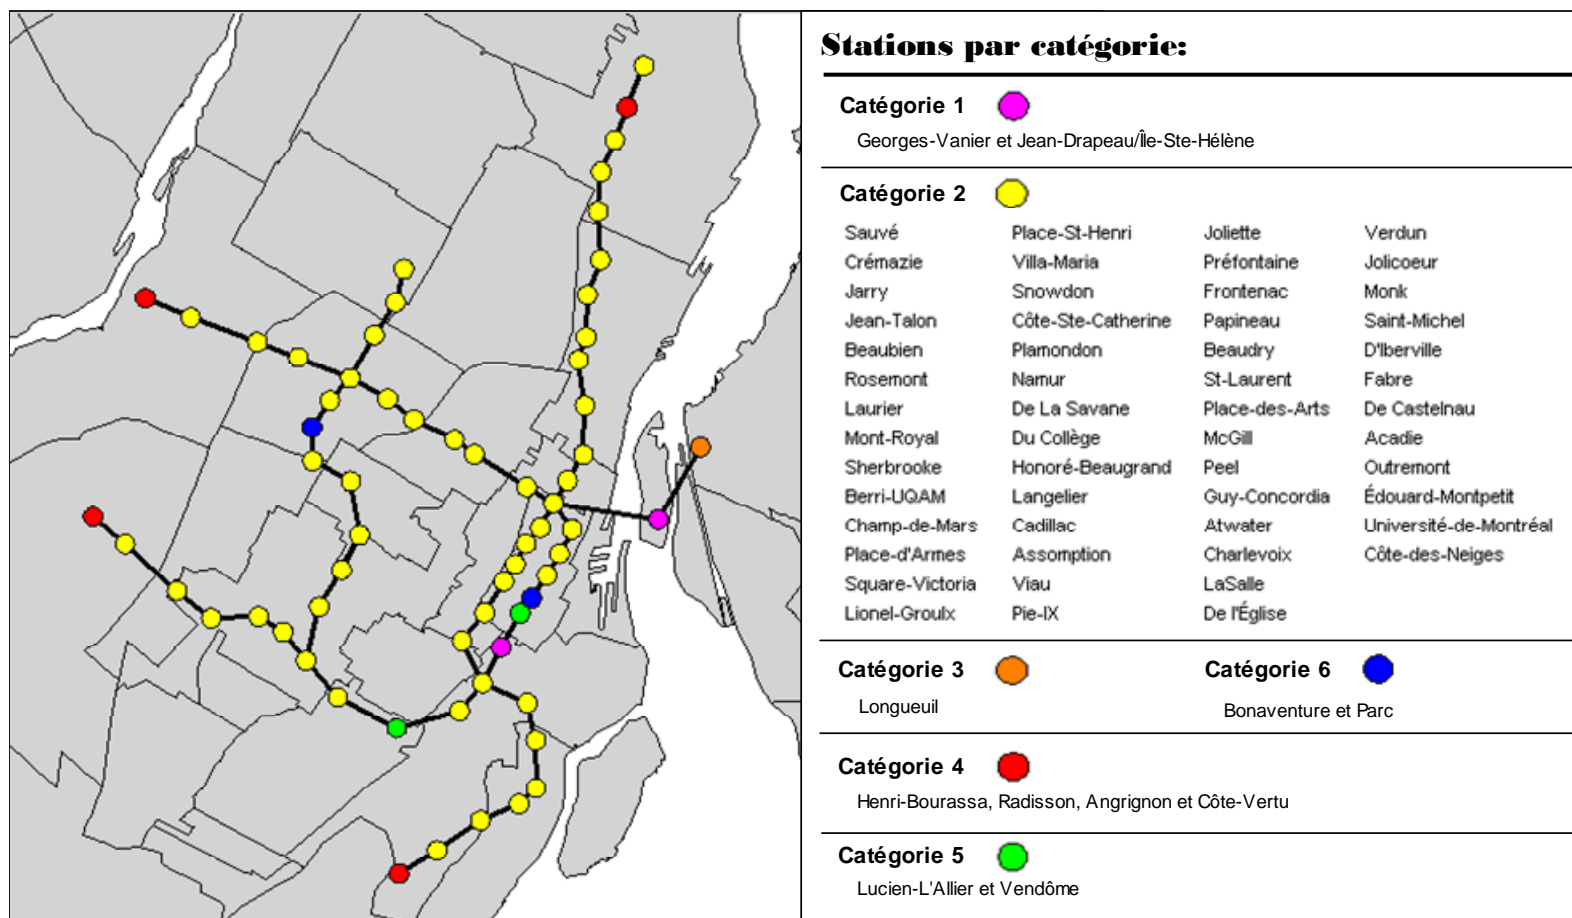 Stations par catégorie:
Catégorie 1
Georges-Vanier et Jean-Drapeau/Île-Ste-Hélène
Catégorie 2
Sauvé Place-St-Henri Joliette Verdun
Crémazie Villa-Maria Préfontaine Jolicoeur
Jarry Snowdon Frontenac Monk
Jean-Talon Côte-Ste-Catherine Papineau Saint-Michel
Beaubien Plamondon Beaudry D'Iberville
Rosemont Namur St-Laurent Fabre
Laurier De La Savane Place-des-Arts De Castelnau
Mont-Royal Du Collège McGill Acadie
Sherbrooke Honoré-Beaugrand Peel Outremont
Berri-UQAM Langelier Guy-Concordia Édouard-Montpetit
Champ-de-Mars Cadillac Atwater Université-de-Montréal
Place-d'Armes Assomption Charlevoix Côte-des-Neiges
Square-Victoria Viau LaSalle
Lionel-Groulx Pie-IX De l'Église
Catégorie 3 Catégorie 6
Longueuil Bonaventure et Parc
Catégorie 4
Henri-Bourassa, Radisson, Angrignon et Côte-Vertu
Catégorie 5
Lucien-L'Allier et Vendôme